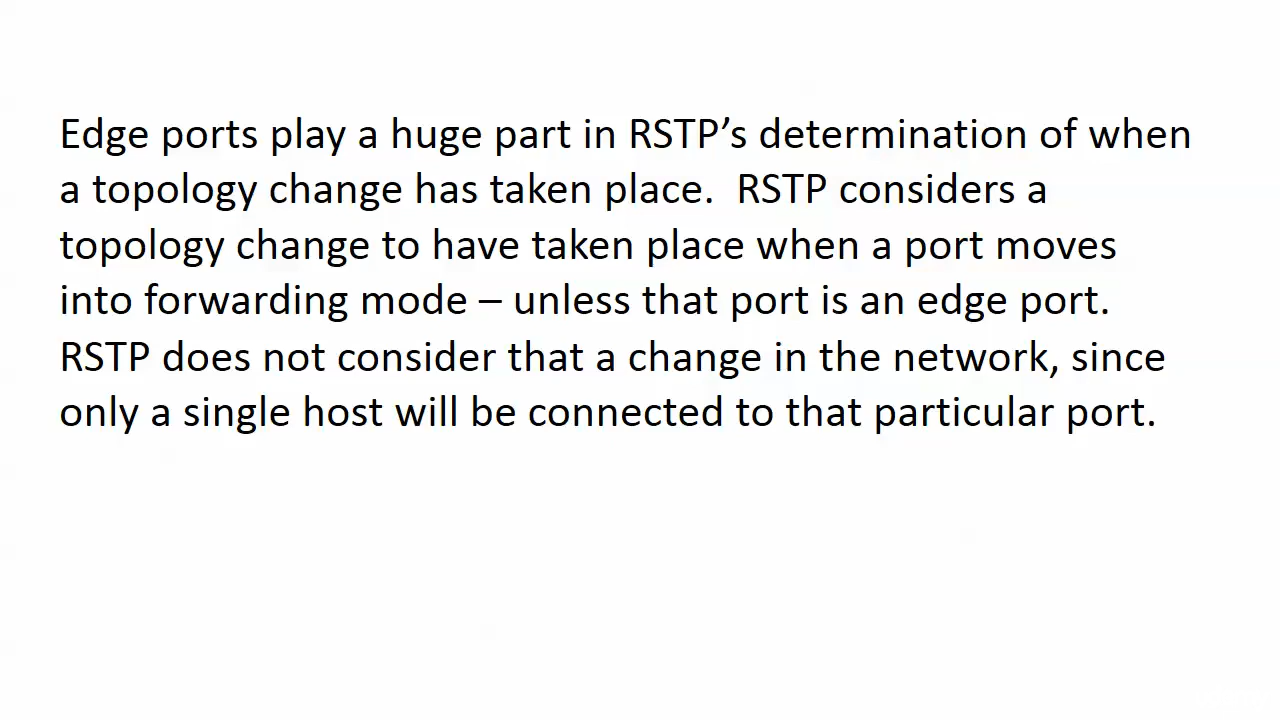 Edge ports play a huge part in RSTP’s determination of when
a topology change has taken place.  RSTP considers a
topology change to have taken place when a port moves
into forwarding mode – unless that port is an edge port.
RSTP does not consider that a change in the network, since
only a single host will be connected to that particular port.